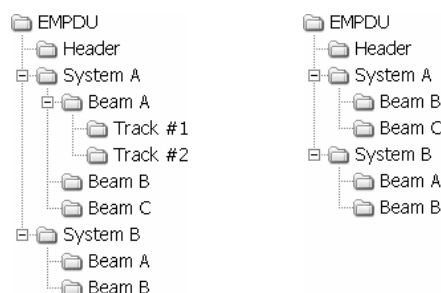 EMPDU
Header
System A
Beam A
Track #1
Track #2
Beam B
Beam C
System B
Beam A
Beam B
EMPDU
Header
System A
Beam B
Beam C
System B
Beam A
Beam B